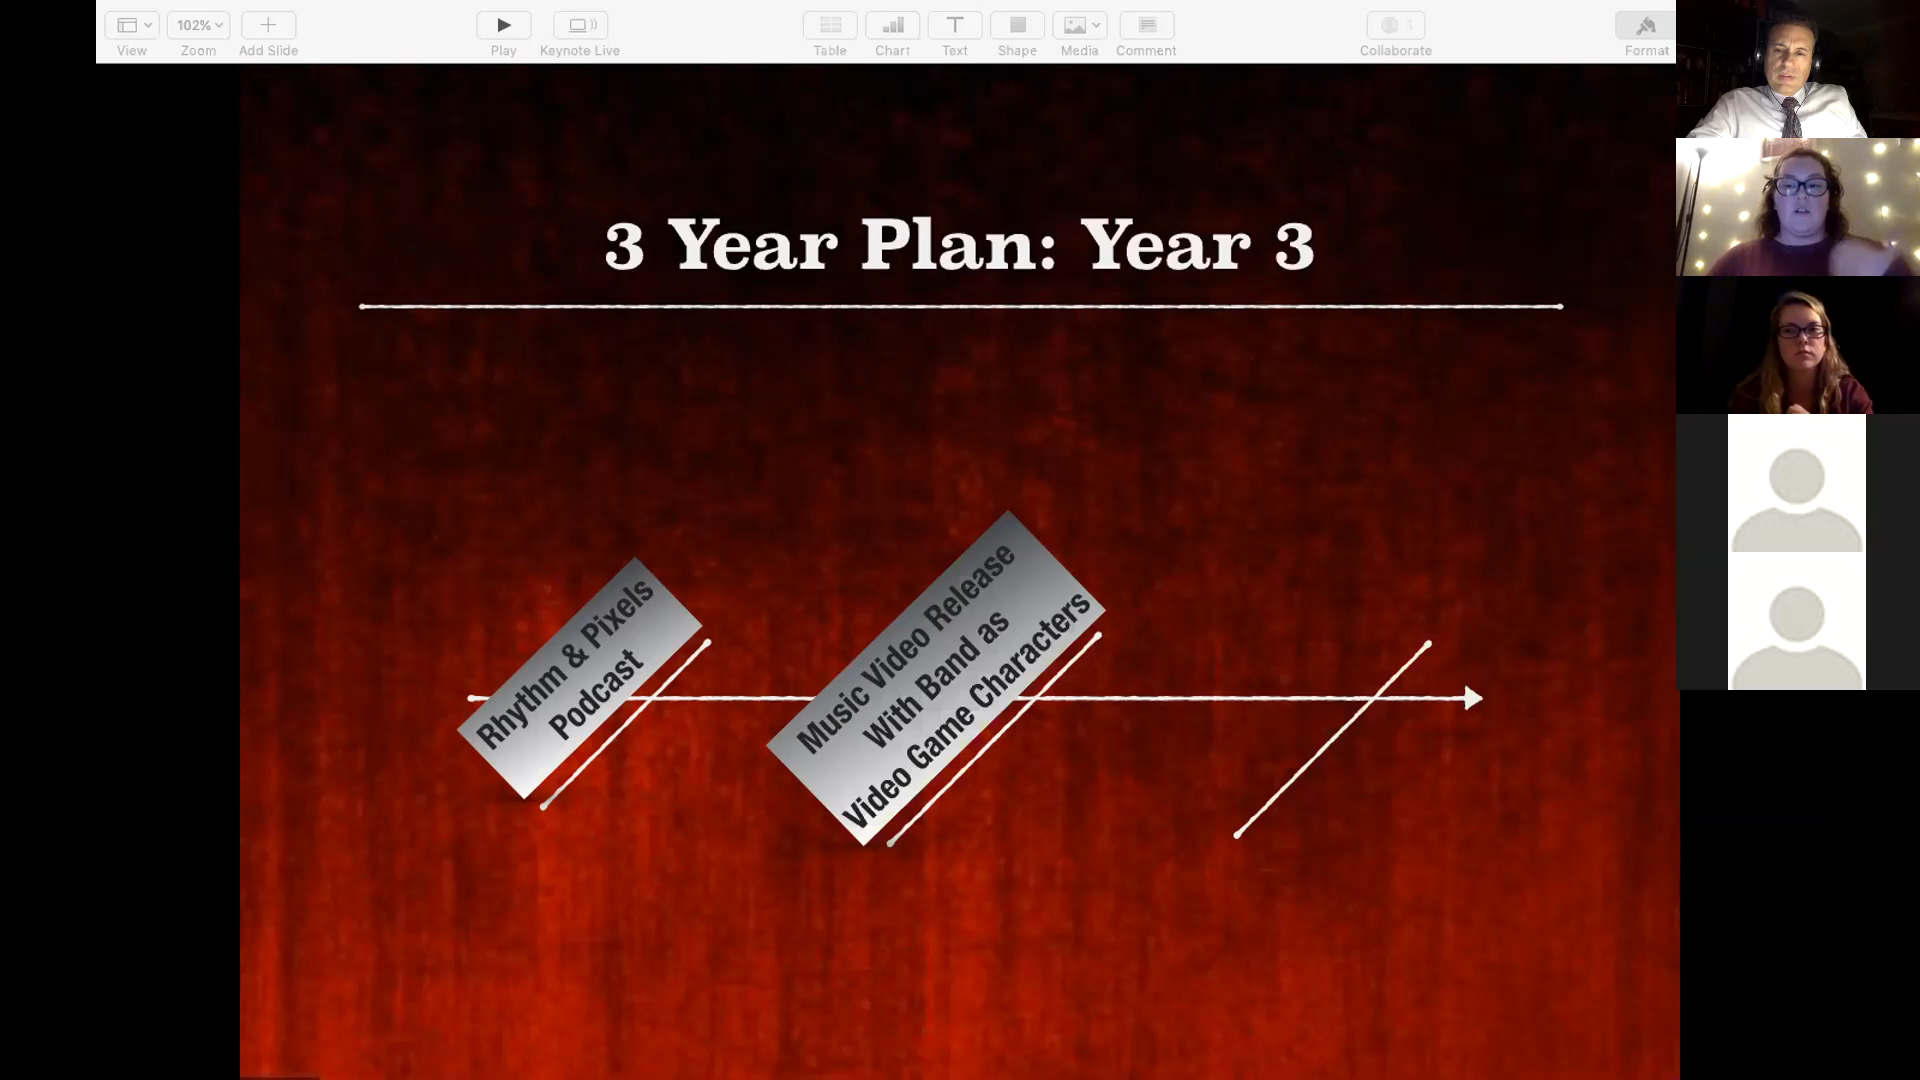 102%
View
Zoom
Add Slide
Play
Keynote Live
Table
Chart
Text
Shape
Media
Comment
Collaborate
Format
3 Year Plan: Year 3
Rhythm & Pixels
Podcast
Music Video Release
With Band as
Video Game Characters